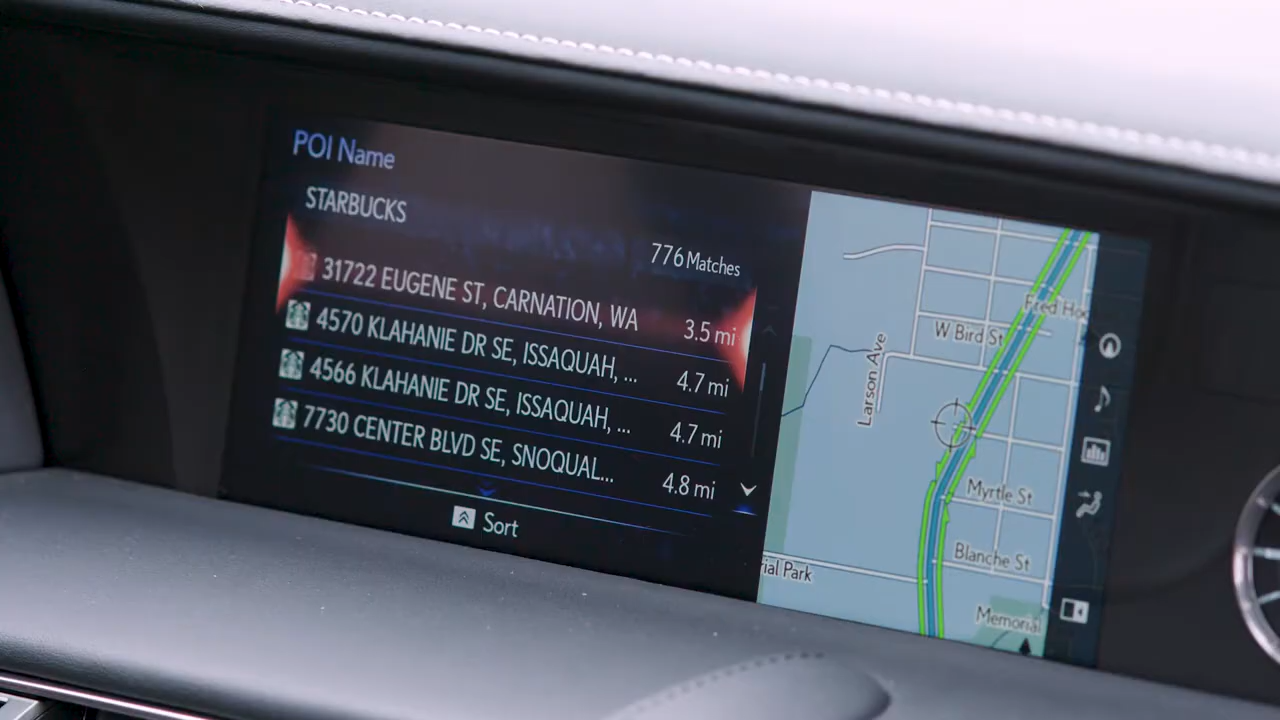 POI Name
STARBUCKS
776 Matches
31722 EUGENE ST, CARNATION, WA 3.5 mi
4570 KLAHANIE DR SE, ISSAQUAH, ... 4.7 mi
4566 KLAHANIE DR SE, ISSAQUAH, ... 4.7 mi
7730 CENTER BLVD SE, SNOQUAL... 4.8 mi
Sort
Fred Hoc
W Bird St
Larson Ave
Myrtle St
Blanche St
rial Park
Memorial